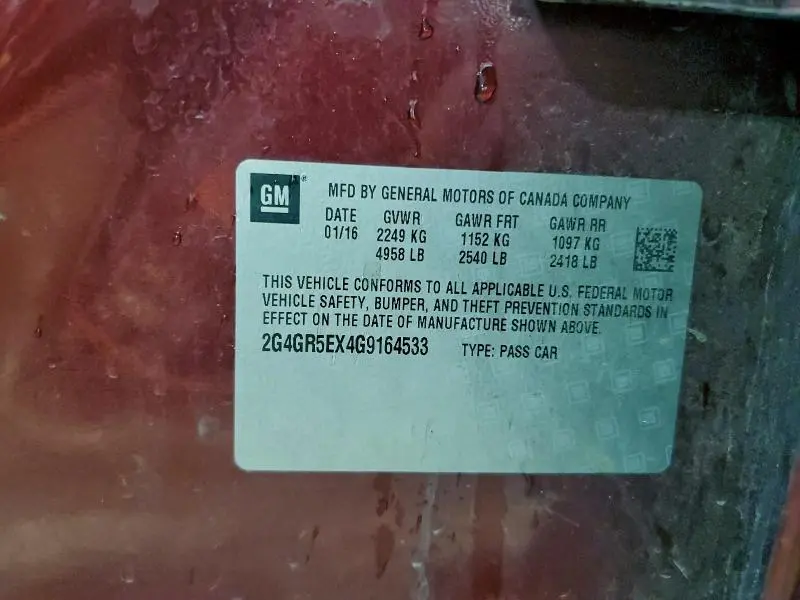 GM®
MFD BY GENERAL MOTORS OF CANADA COMPANY
DATE GVWR GAWR FRT GAWR RR
01/16 2249 KG 1152 KG 1097 KG
4958 LB 2540 LB 2418 LB
THIS VEHICLE CONFORMS TO ALL APPLICABLE U.S. FEDERAL MOTOR
VEHICLE SAFETY, BUMPER, AND THEFT PREVENTION STANDARDS IN
EFFECT ON THE DATE OF MANUFACTURE SHOWN ABOVE.
2G4GR5EX4G9164533 TYPE: PASS CAR